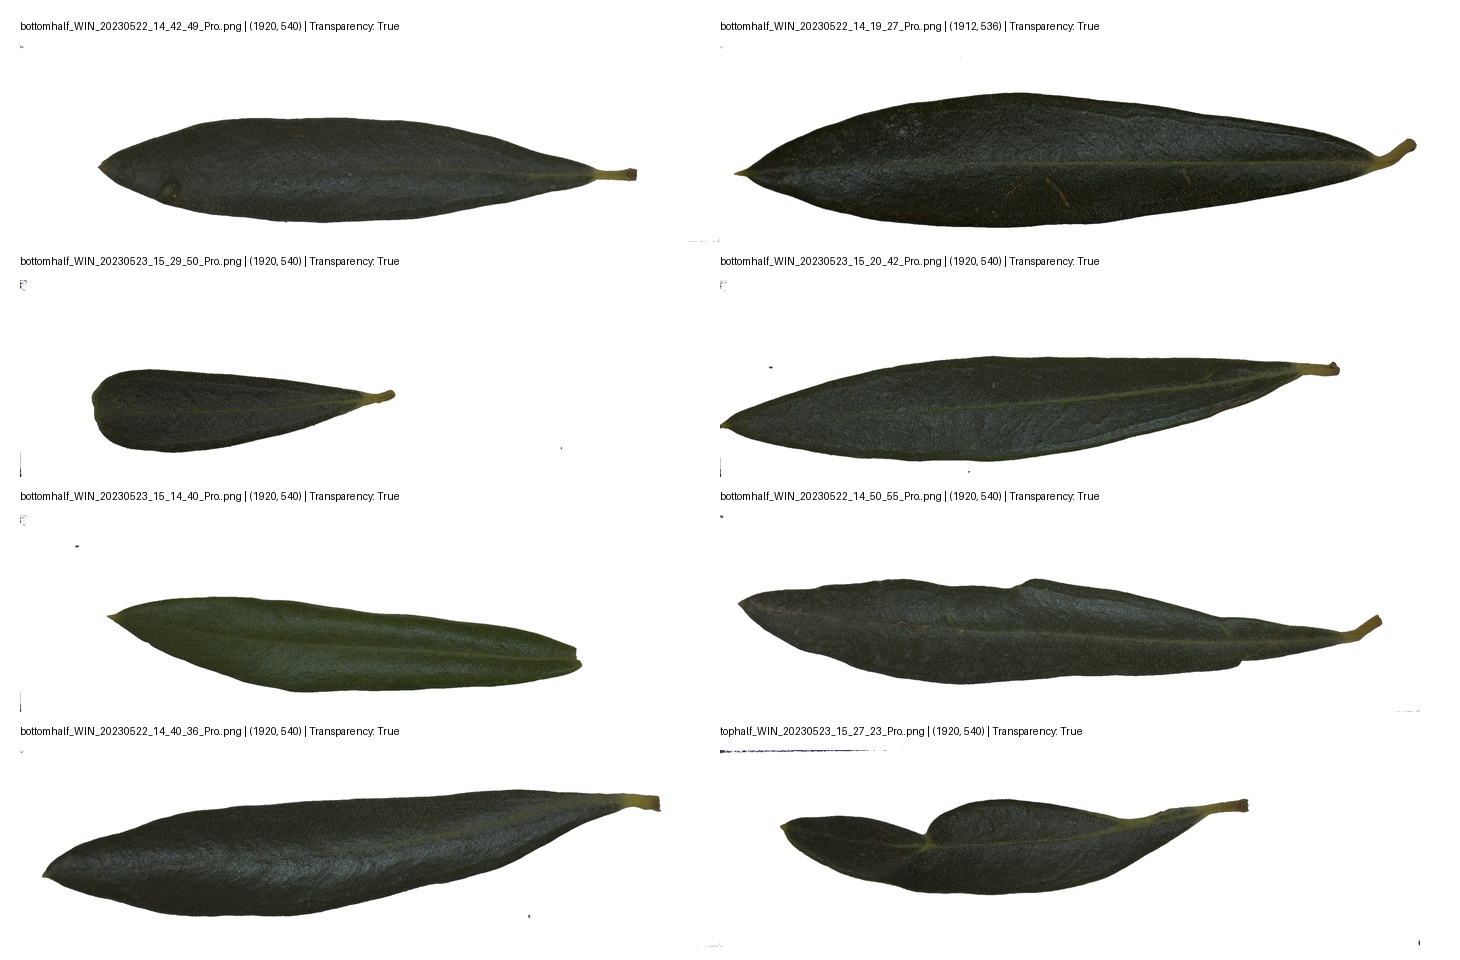 bottomhalf_WIN_20230522_14_42_49_Pro..png | (1920, 540) | Transparency: True
bottomhalf_WIN_20230522_14_19_27_Pro..png | (1912, 536) | Transparency: True
bottomhalf_WIN_20230523_15_29_50_Pro..png | (1920, 540) | Transparency: True
bottomhalf_WIN_20230523_15_20_42_Pro..png | (1920, 540) | Transparency: True
bottomhalf_WIN_20230523_15_14_40_Pro..png | (1920, 540) | Transparency: True
bottomhalf_WIN_20230522_14_50_55_Pro..png | (1920, 540) | Transparency: True
bottomhalf_WIN_20230522_14_40_36_Pro..png | (1920, 540) | Transparency: True
tophalf_WIN_20230523_15_27_23_Pro..png | (1920, 540) | Transparency: True